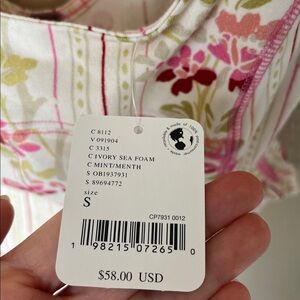 C 8112
V 091904
C 3315
C IVORY SEA FOAM
C MINT/MENTH
S OB1937931
S 89694772
size
S
CP7931 0012
1 98215 07265 0
$58.00 USD